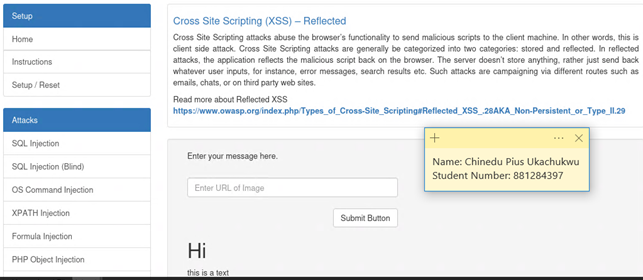 Setup
Home
Instructions
Setup / Reset
Attacks
SQL Injection
SQL Injection (Blind)
OS Command Injection
XPATH Injection
Formula Injection
PHP Object Injection
Cross Site Scripting (XSS) – Reflected
Cross Site Scripting (XSS) attacks abuse the browser's functionality to send malicious scripts to the client machine. In other words, this is
client side attack. Cross Site Scripting attacks are generally be categorized into two categories: stored and reflected. In reflected
attacks, the application reflects the malicious script back on the browser. The server doesn't store anything, rather just send back
whatever user inputs, for instance, error messages, search results etc. Such attacks are campaigning via different routes such as
emails, chats, or on third party web sites.
Read more about Reflected XSS
https://www.owasp.org/index.php/Types_of_Cross-Site_Scripting#Reflected_XSS_.28AKA_Non-Persistent_or_Type_II.29
Name: Chinedu Pius Ukachukwu
Student Number: 881284397
Enter your message here.
Enter URL of Image
Submit Button
Hi
this is a text